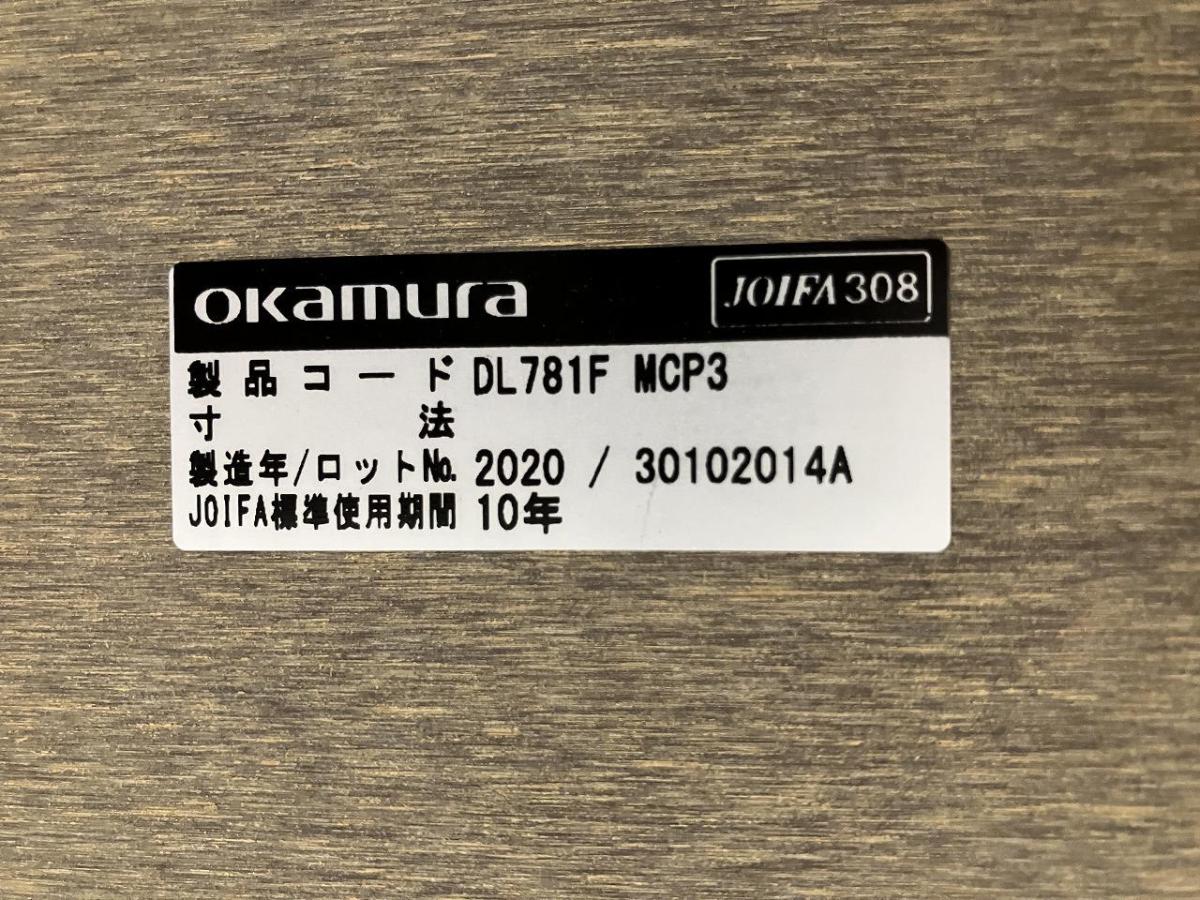 okamura JOIFA308
製品コード DL781F MCP3
寸法
製造年/ロットNo. 2020 / 30102014A
JOIFA標準使用期間 10年